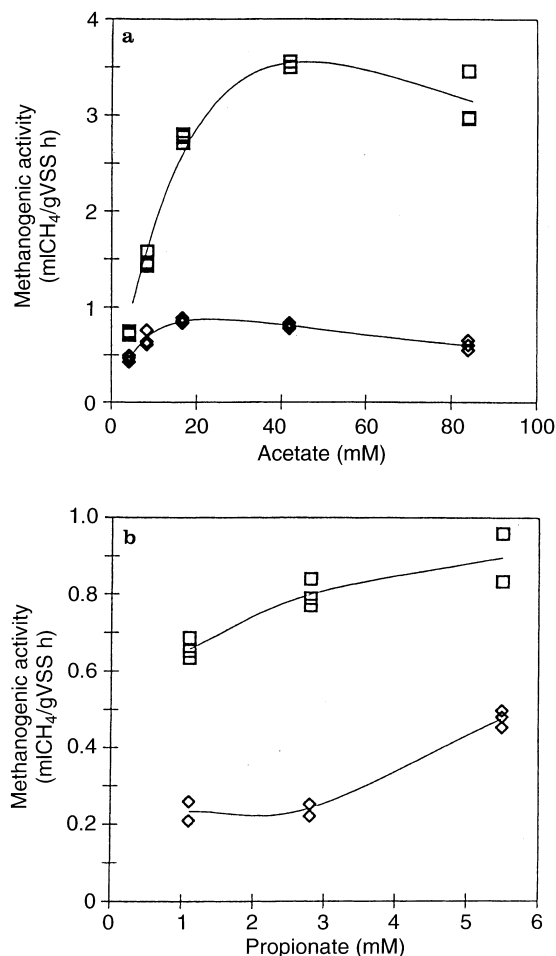 a
4
3
2
1
0
0 20 40 60 80 100
Acetate (mM)
Methanogenic activity
(mlCH₄/gVSS h)
b
1.0
0.8
0.6
0.4
0.2
0
0 1 2 3 4 5 6
Propionate (mM)
Methanogenic activity
(mlCH₄/gVSS h)